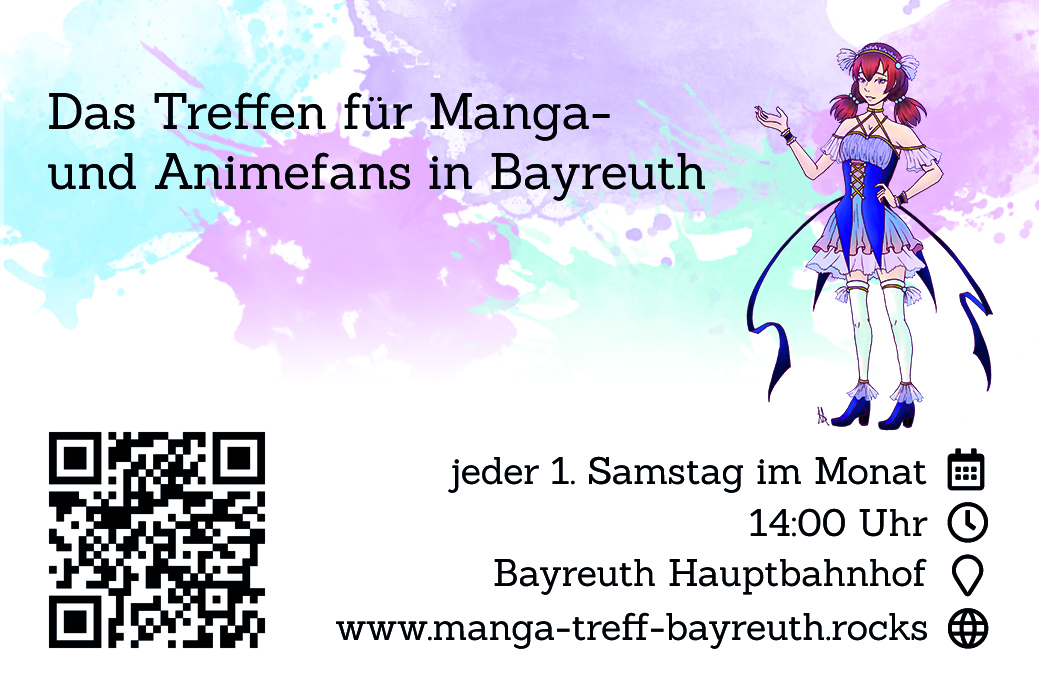 Das Treffen für Manga-
und Animefans in Bayreuth
jeder 1. Samstag im Monat
14:00 Uhr
Bayreuth Hauptbahnhof
www.manga-treff-bayreuth.rocks